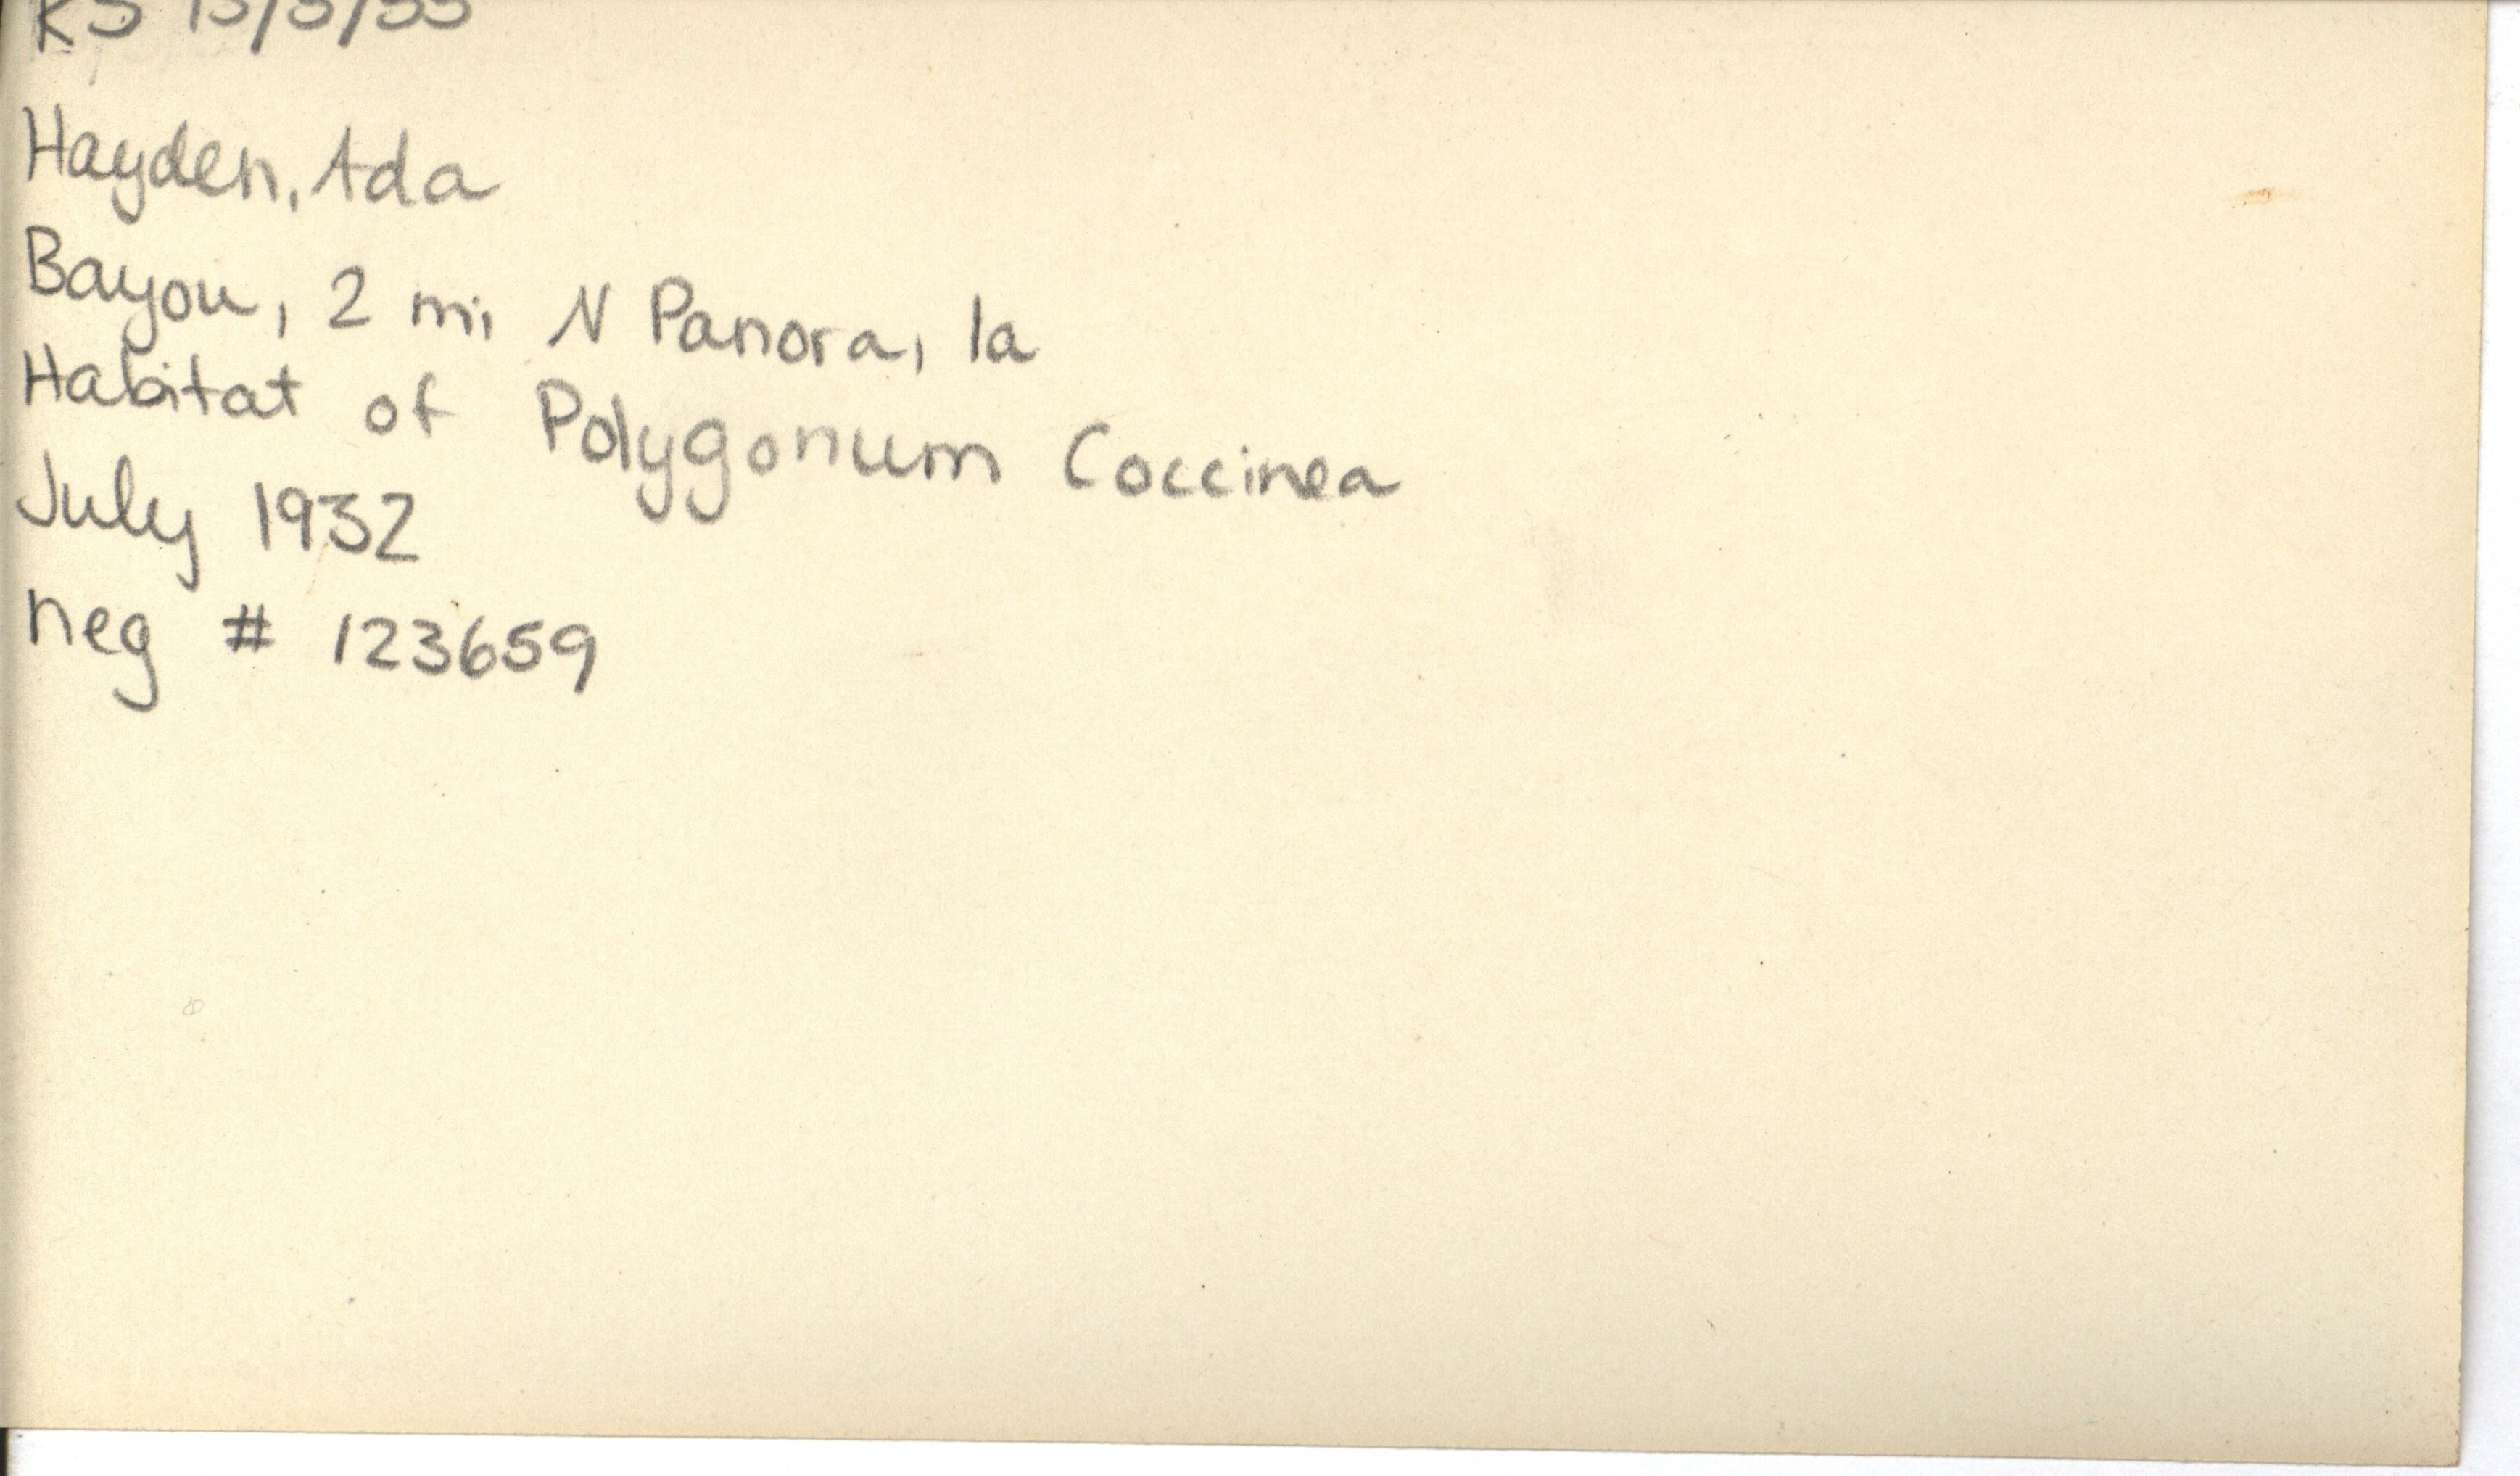 Hayden, Ada
Bayou, 2 mi N Panora, Ia
Habitat of Polygonum Coccinea
July 1932
neg # 123659